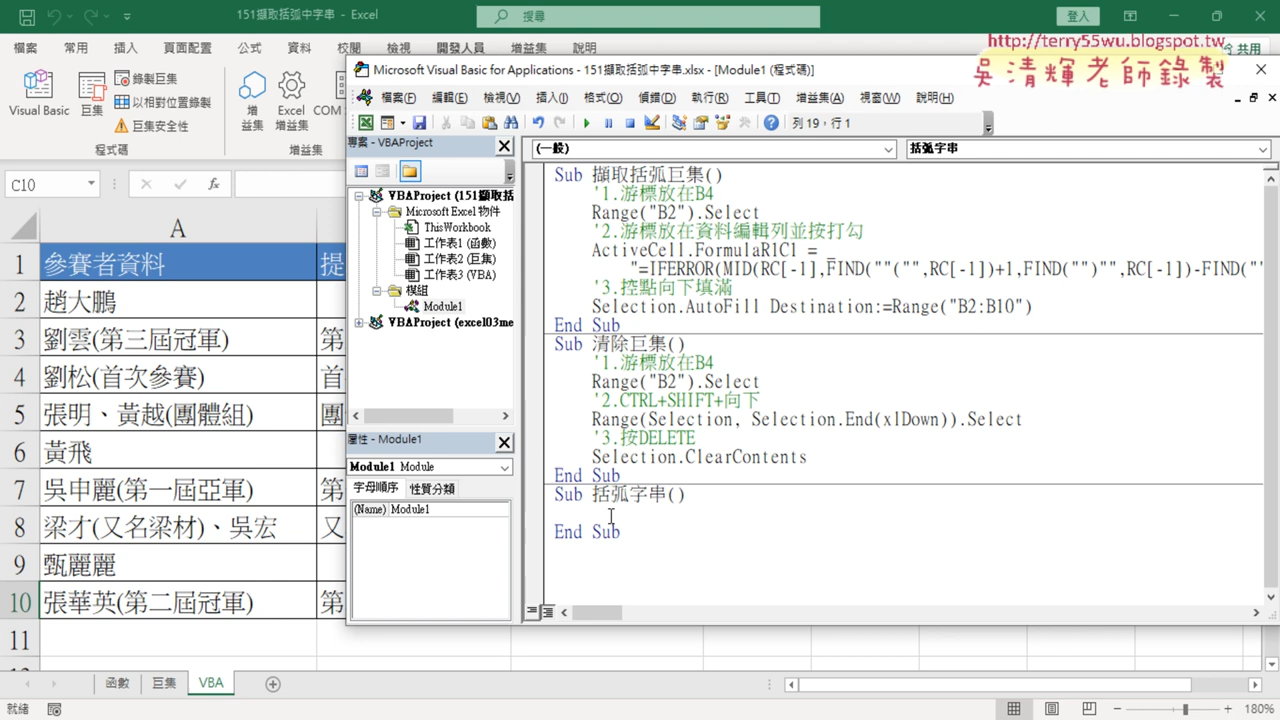 151擷取括弧中字串 - Excel
搜尋
登入
檔案 常用 插入 頁面配置 公式 資料 校閱 檢視 開發人員 增益集 說明
共用
http://terry55wu.blogspot.tw
吳清輝老師錄製
Visual Basic
巨集
錄製巨集
以相對位置錄製
巨集安全性
程式碼
增益集
Excel 增益集
COM
增益集
C10
fx
A
1 參賽者資料 提
2 趙大鵬
3 劉雲(第三屆冠軍) 第
4 劉松(首次參賽) 首
5 張明、黃越(團體組) 團
6 黃飛
7 吳申麗(第一屆亞軍) 第
8 梁才(又名梁材)、吳宏 又
9 甄麗麗
10 張華英(第二屆冠軍) 第
11
函數 巨集 VBA
就緒
180%
Microsoft Visual Basic for Applications - 151擷取括弧中字串.xlsx - [Module1 (程式碼)]
檔案(F) 編輯(E) 檢視(V) 插入(I) 格式(O) 偵錯(D) 執行(R) 工具(T) 增益集(A) 視窗(W) 說明(H)
列 19，行 1
專案 - VBAProject
VBAProject (151擷取括
Microsoft Excel 物件
ThisWorkbook
工作表1 (函數)
工作表2 (巨集)
工作表3 (VBA)
模組
Module1
VBAProject (excel03me
屬性 - Module1
Module1 Module
字母順序 性質分類
(Name) Module1
(一般) 括弧字串
Sub 擷取括弧巨集()
'1.游標放在B4
Range("B2").Select
'2.游標放在資料編輯列並按打勾
ActiveCell.FormulaR1C1 = _
"=IFERROR(MID(RC[-1],FIND(""("",RC[-1])+1,FIND("")"",RC[-1])-FIND(""
'3.控點向下填滿
Selection.AutoFill Destination:=Range("B2:B10")
End Sub
Sub 清除巨集()
'1.游標放在B4
Range("B2").Select
'2.CTRL+SHIFT+向下
Range(Selection, Selection.End(xlDown)).Select
'3.按DELETE
Selection.ClearContents
End Sub
Sub 括弧字串()
End Sub